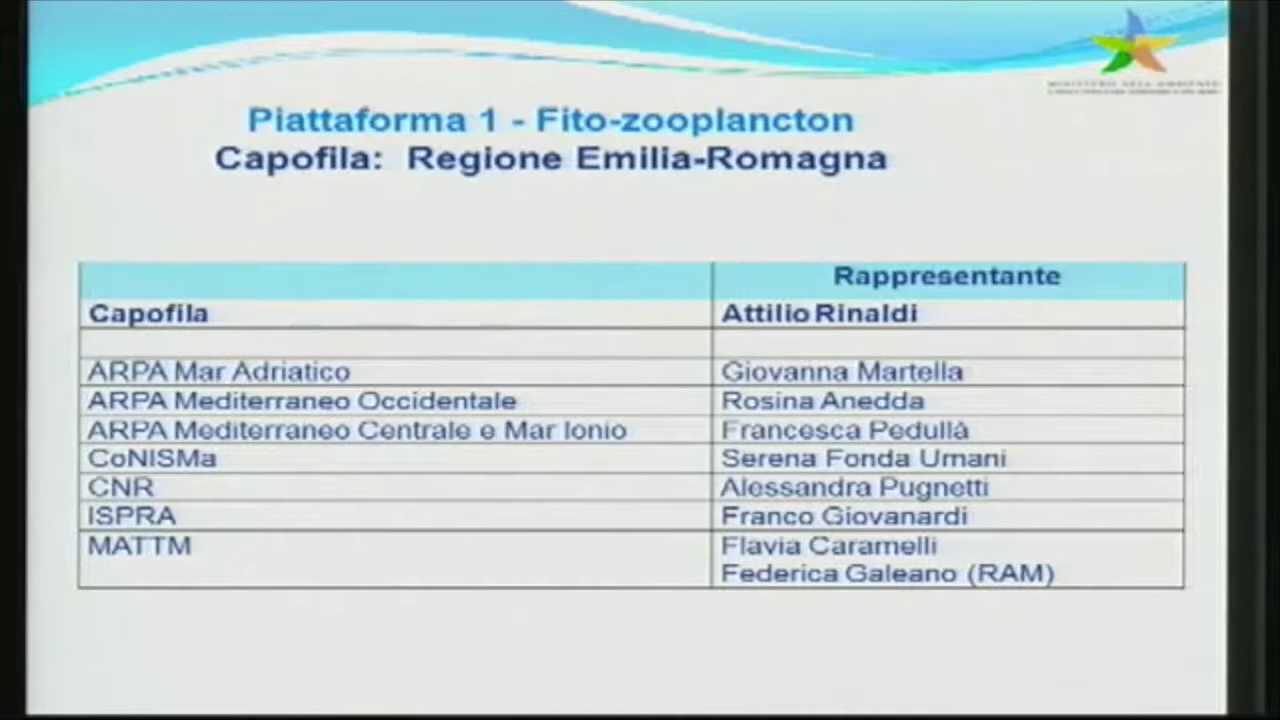 Piattaforma 1 - Fito-zooplancton
Capofila: Regione Emilia-Romagna
Rappresentante
Capofila Attilio Rinaldi
ARPA Mar Adriatico Giovanna Martella
ARPA Mediterraneo Occidentale Rosina Anedda
ARPA Mediterraneo Centrale e Mar Ionio Francesca Pedullà
CoNISMa Serena Fonda Umani
CNR Alessandra Pugnetti
ISPRA Franco Giovanardi
MATTM Flavia Caramelli
Federica Galeano (RAM)